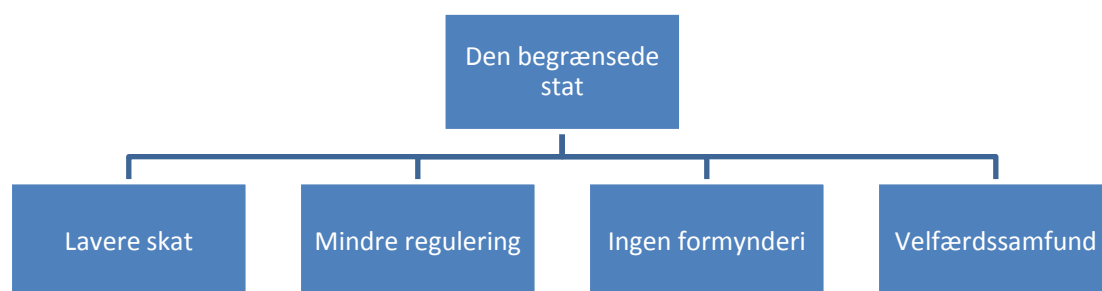 Den begrænsede
stat
Lavere skat
Mindre regulering
Ingen formynderi
Velfærdssamfund